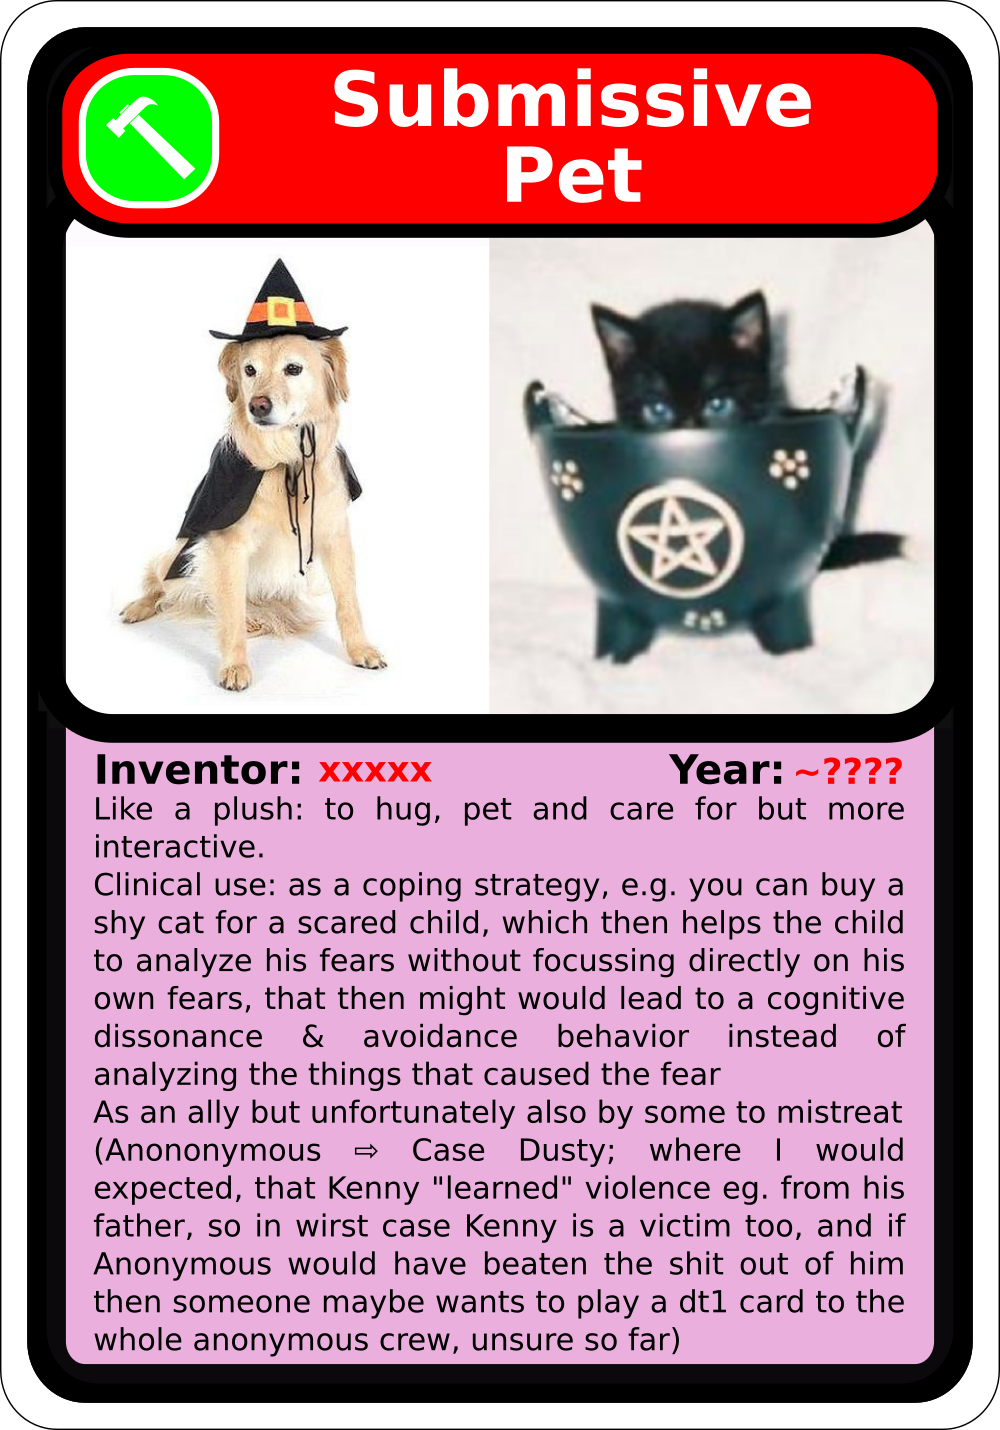 Submissive
Pet
Inventor: xxxxx Year: ~????
Like a plush: to hug, pet and care for but more
interactive.
Clinical use: as a coping strategy, e.g. you can buy a
shy cat for a scared child, which then helps the child
to analyze his fears without focussing directly on his
own fears, that then might would lead to a cognitive
dissonance & avoidance behavior instead of
analyzing the things that caused the fear
As an ally but unfortunately also by some to mistreat
(Anononymous ⇨ Case Dusty; where I would
expected, that Kenny "learned" violence eg. from his
father, so in wirst case Kenny is a victim too, and if
Anonymous would have beaten the shit out of him
then someone maybe wants to play a dt1 card to the
whole anonymous crew, unsure so far)